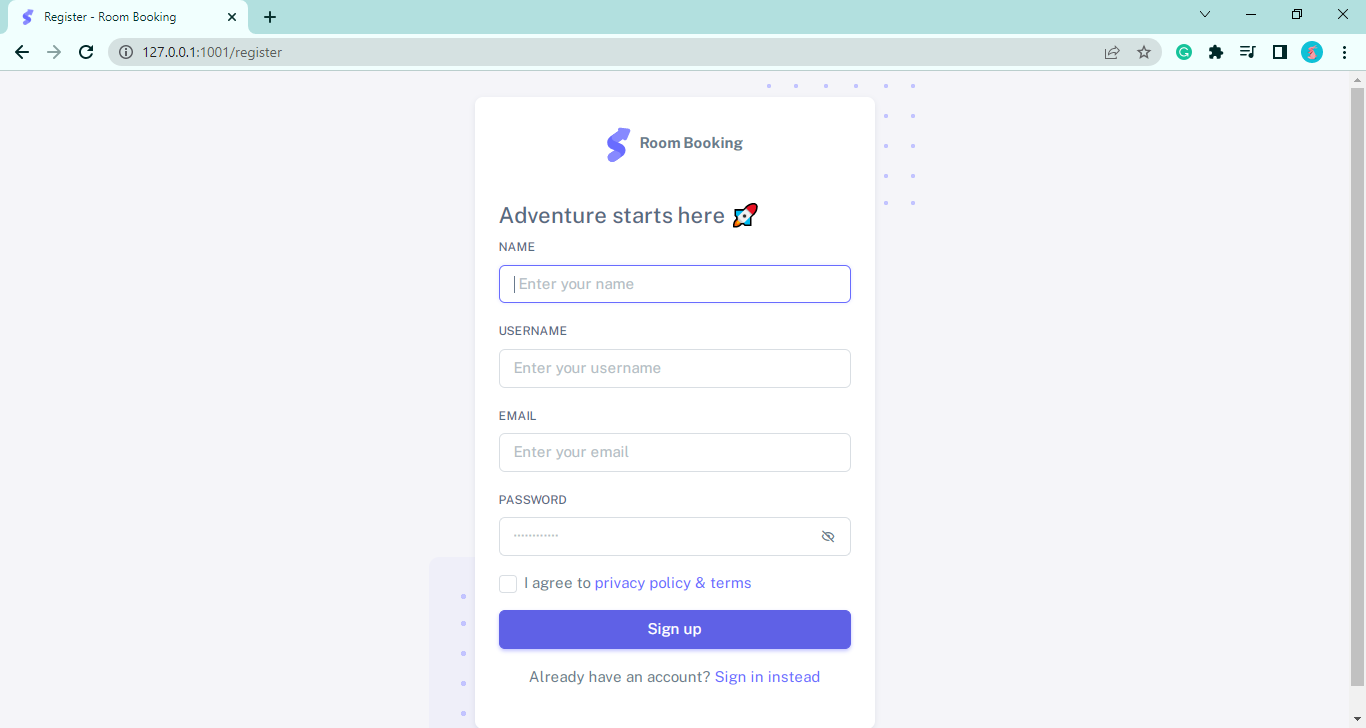 Register - Room Booking
127.0.0.1:1001/register
Room Booking
Adventure starts here 🚀
NAME
Enter your name
USERNAME
Enter your username
EMAIL
Enter your email
PASSWORD
············
I agree to privacy policy & terms
Sign up
Already have an account? Sign in instead